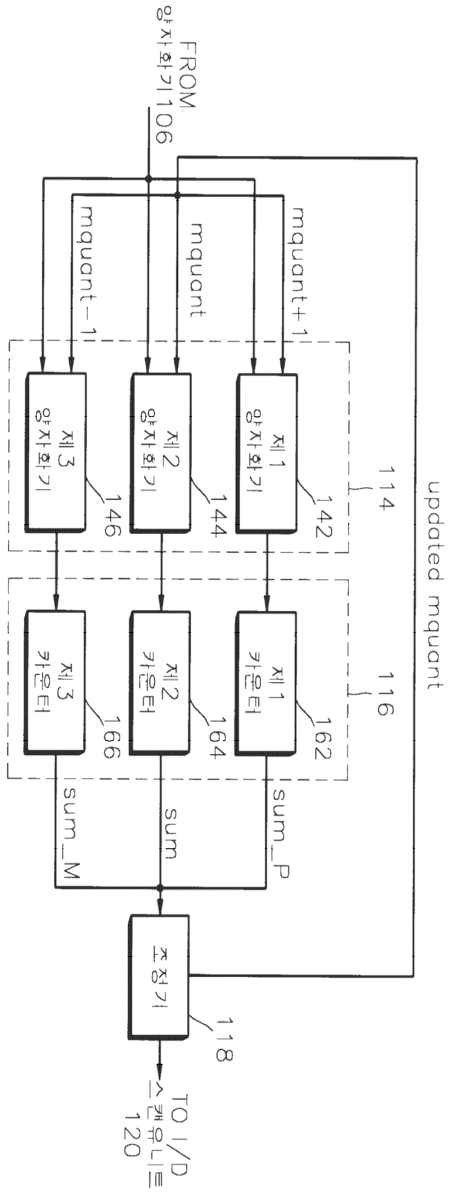 updated mquant
114
116
FROM
양자화기106
mquant+1
제1
양자화기
142
제1
카운터
162
sum_P
mquant
제2
양자화기
144
제2
카운터
164
sum
mquant-1
제3
양자화기
146
제3
카운터
166
sum_M
조정기
118
TO I/D
스캔유니트
120